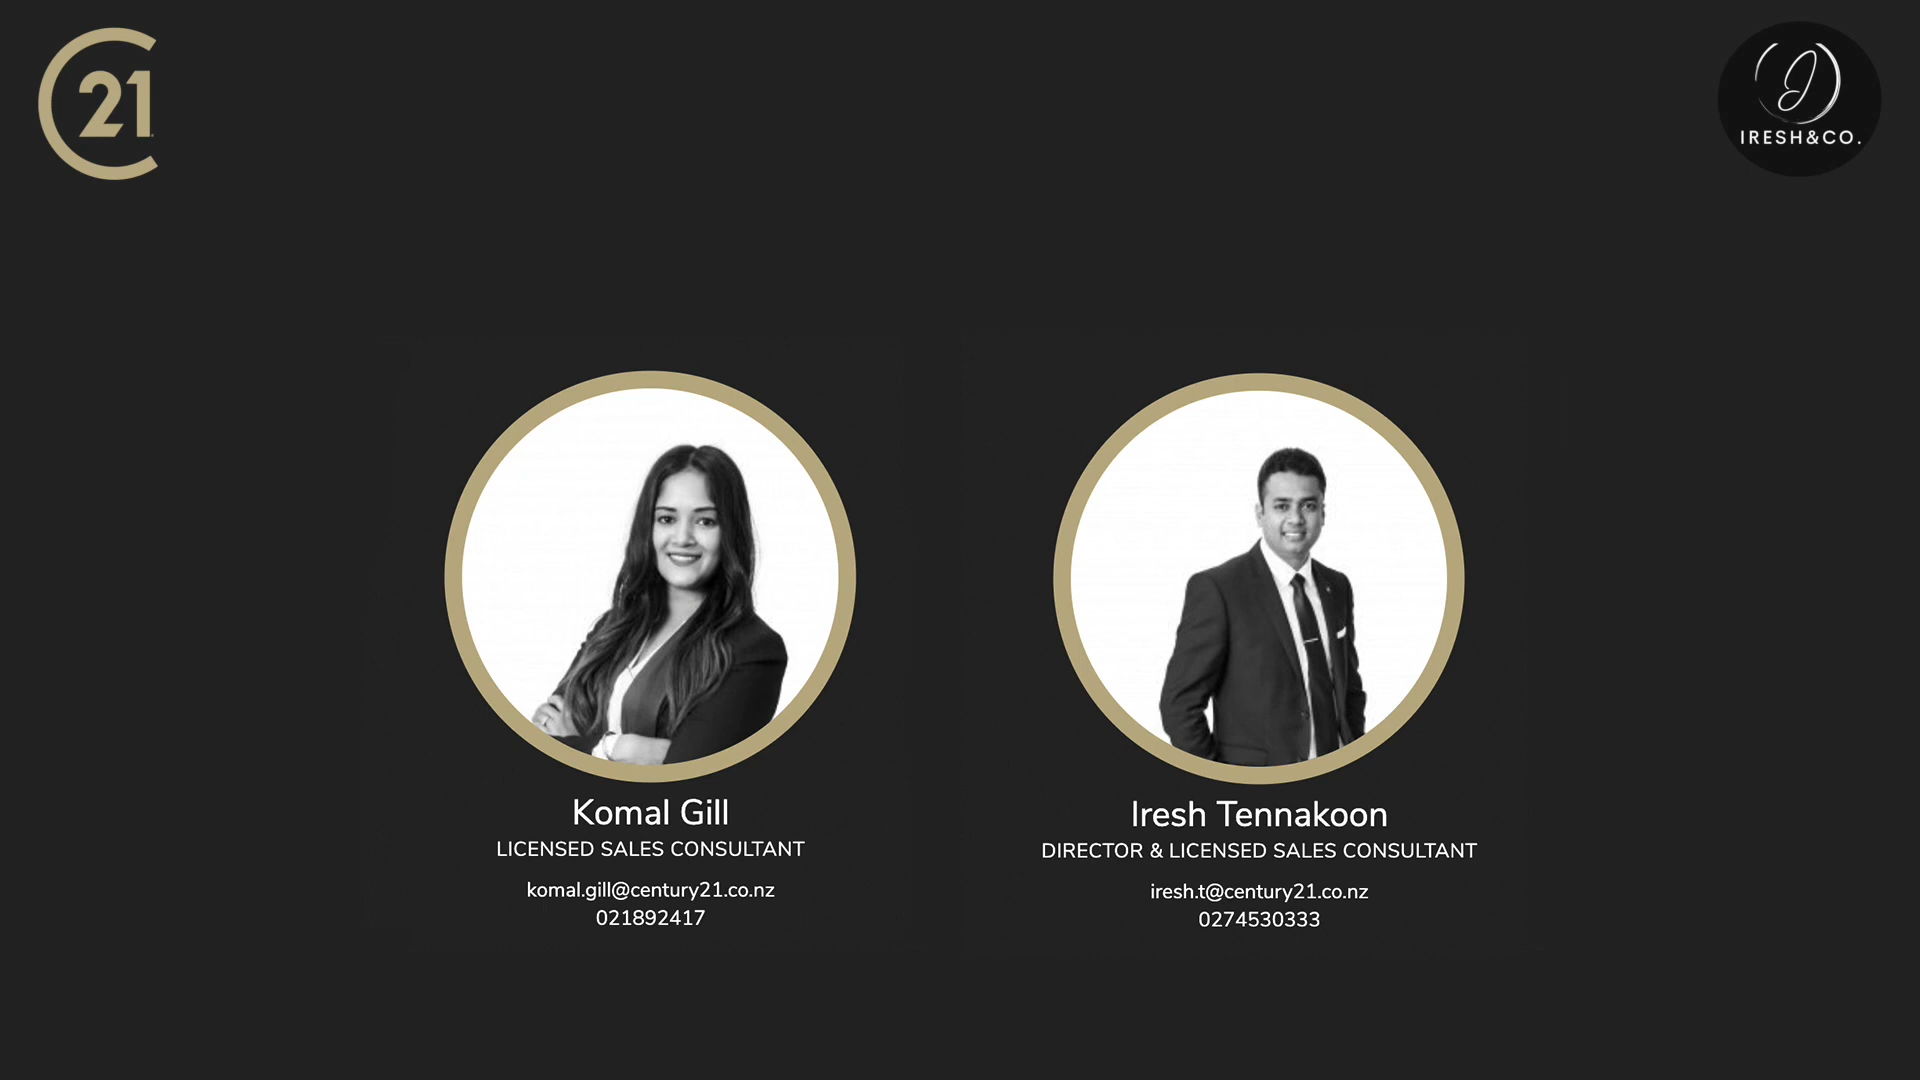 C21
IRESH&CO.
Komal Gill
LICENSED SALES CONSULTANT
komal.gill@century21.co.nz
021892417
Iresh Tennakoon
DIRECTOR & LICENSED SALES CONSULTANT
iresh.t@century21.co.nz
0274530333